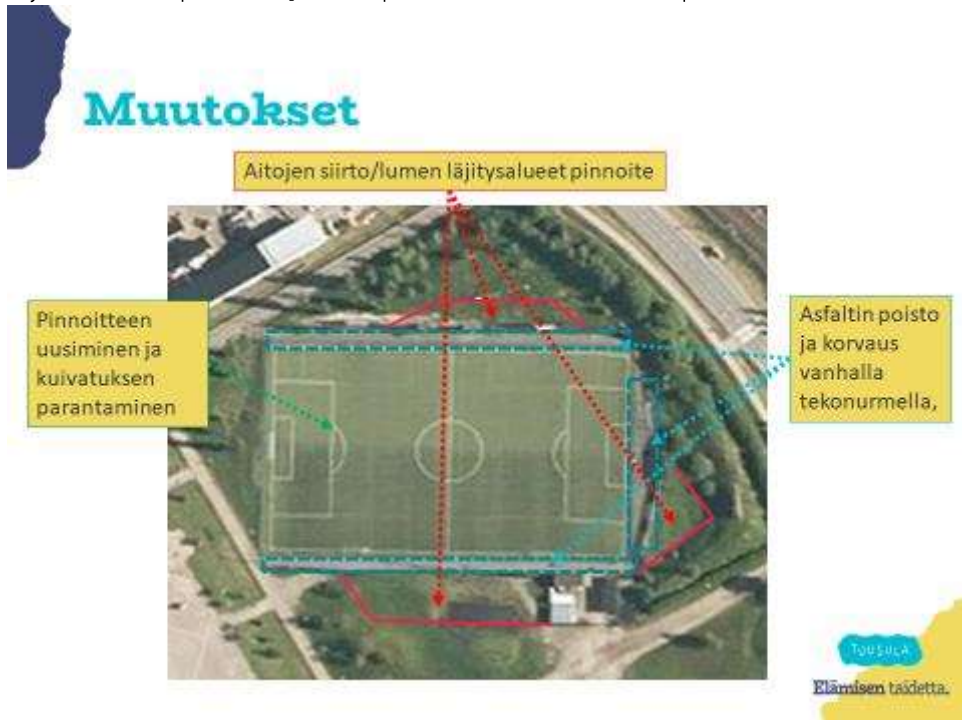 Muutokset
Aitojen siirto/lumen läjitysalueet pinnoite
Pinnoitteen
uusiminen ja
kuivatuksen
parantaminen
Asfaltin poisto
ja korvaus
vanhalla
tekonurmella,
TUUSULA
Elämisen taidetta.